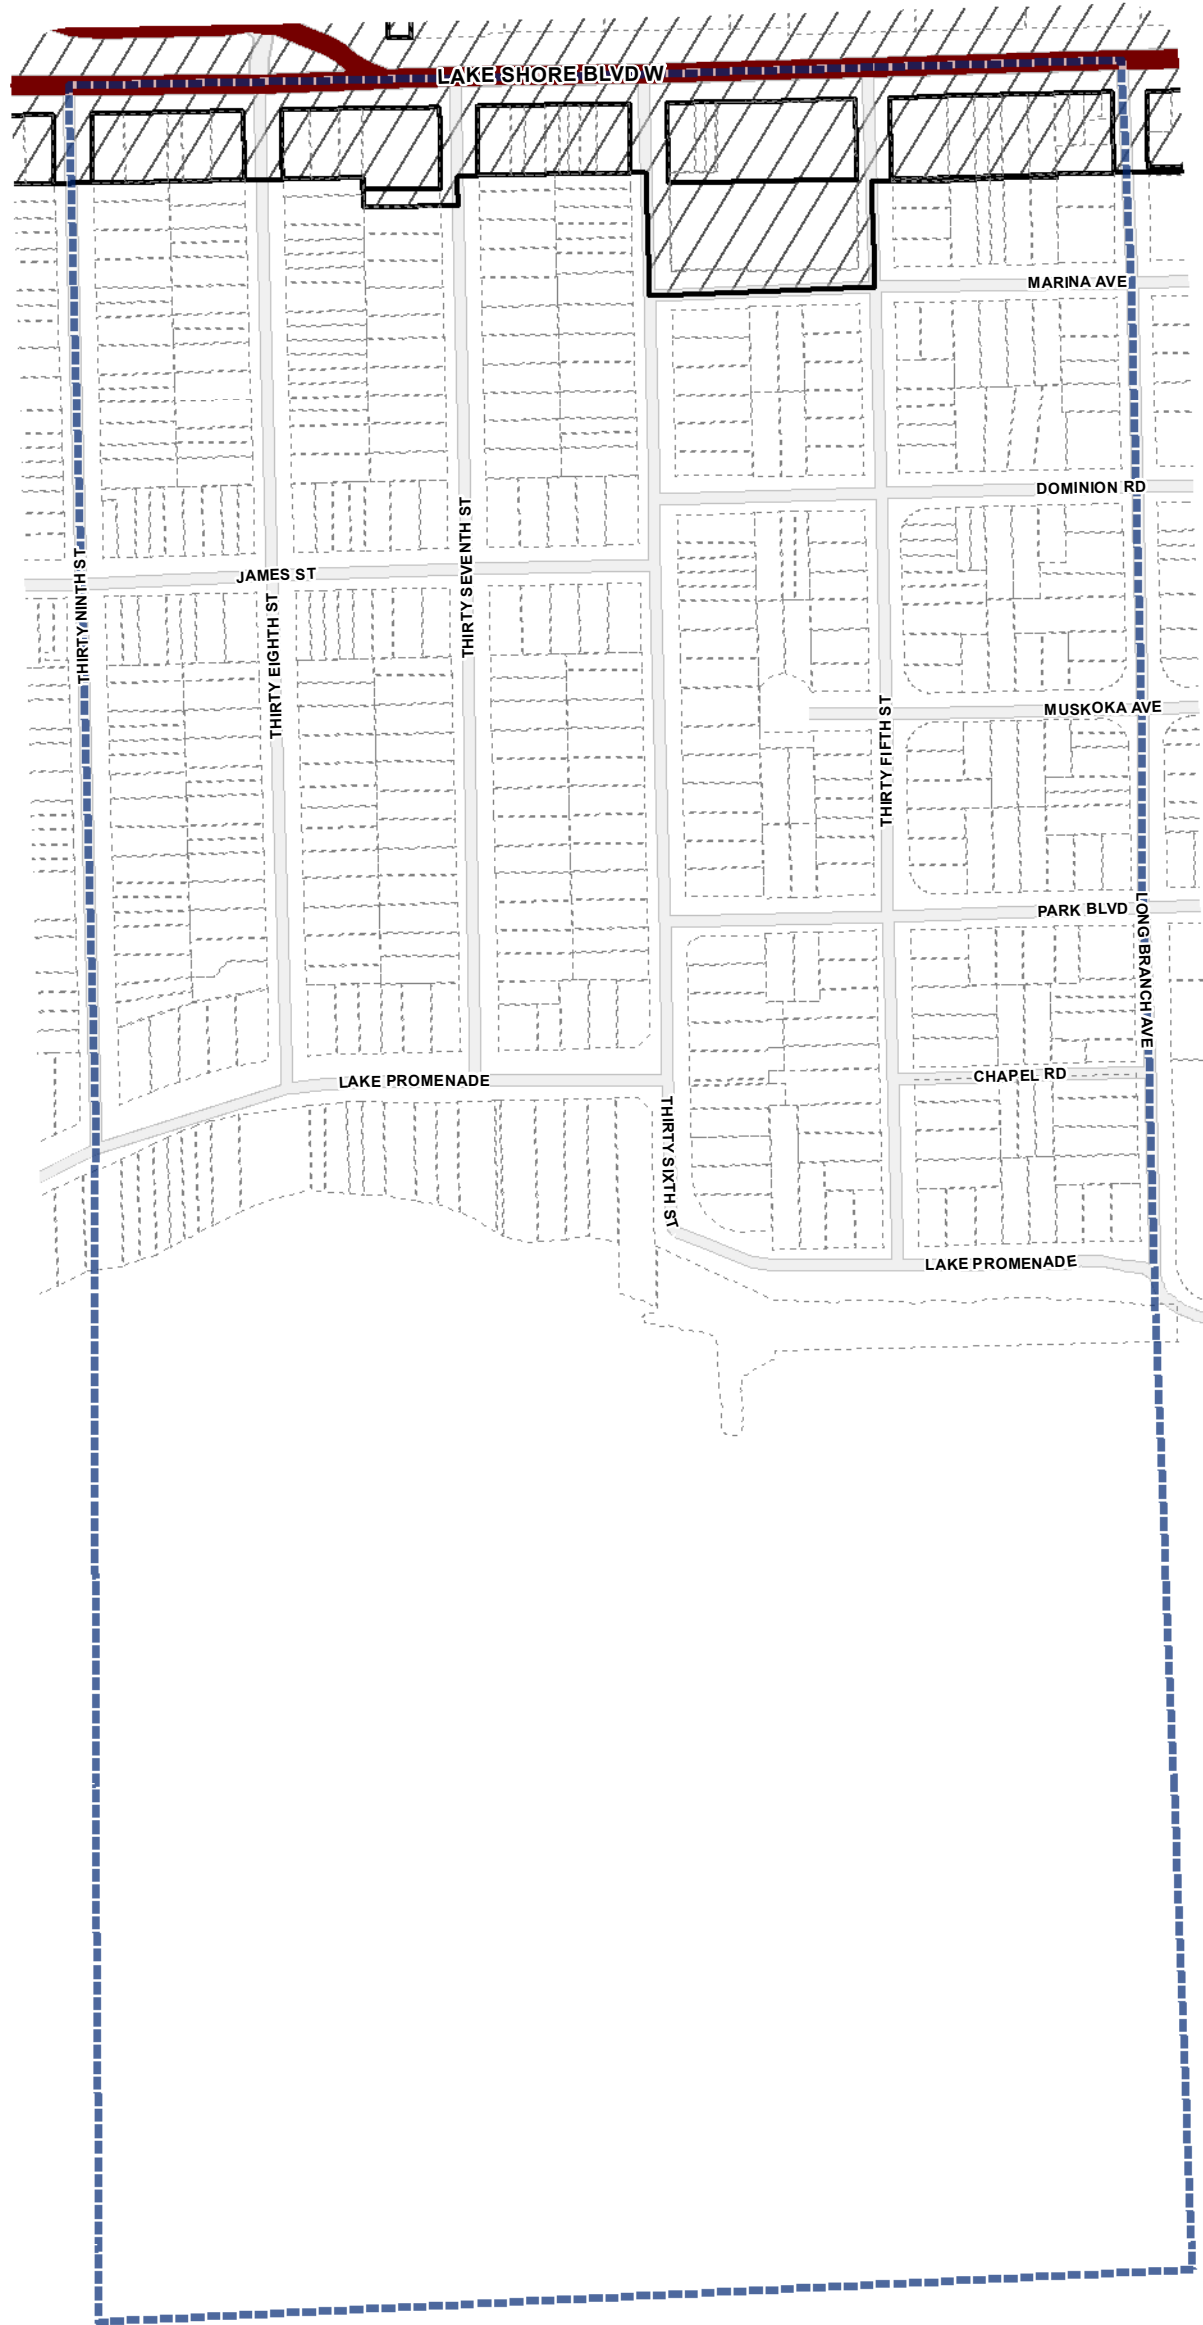 LAKE SHORE BLVD W
MARINA AVE
DOMINION RD
THIRTY NINTH ST
JAMES ST
THIRTY EIGHTH ST
THIRTY SEVENTH ST
MUSKOKA AVE
THIRTY FIFTH ST
PARK BLVD
LONG BRANCH AVE
CHAPEL RD
LAKE PROMENADE
THIRTY SIXTH ST
LAKE PROMENADE